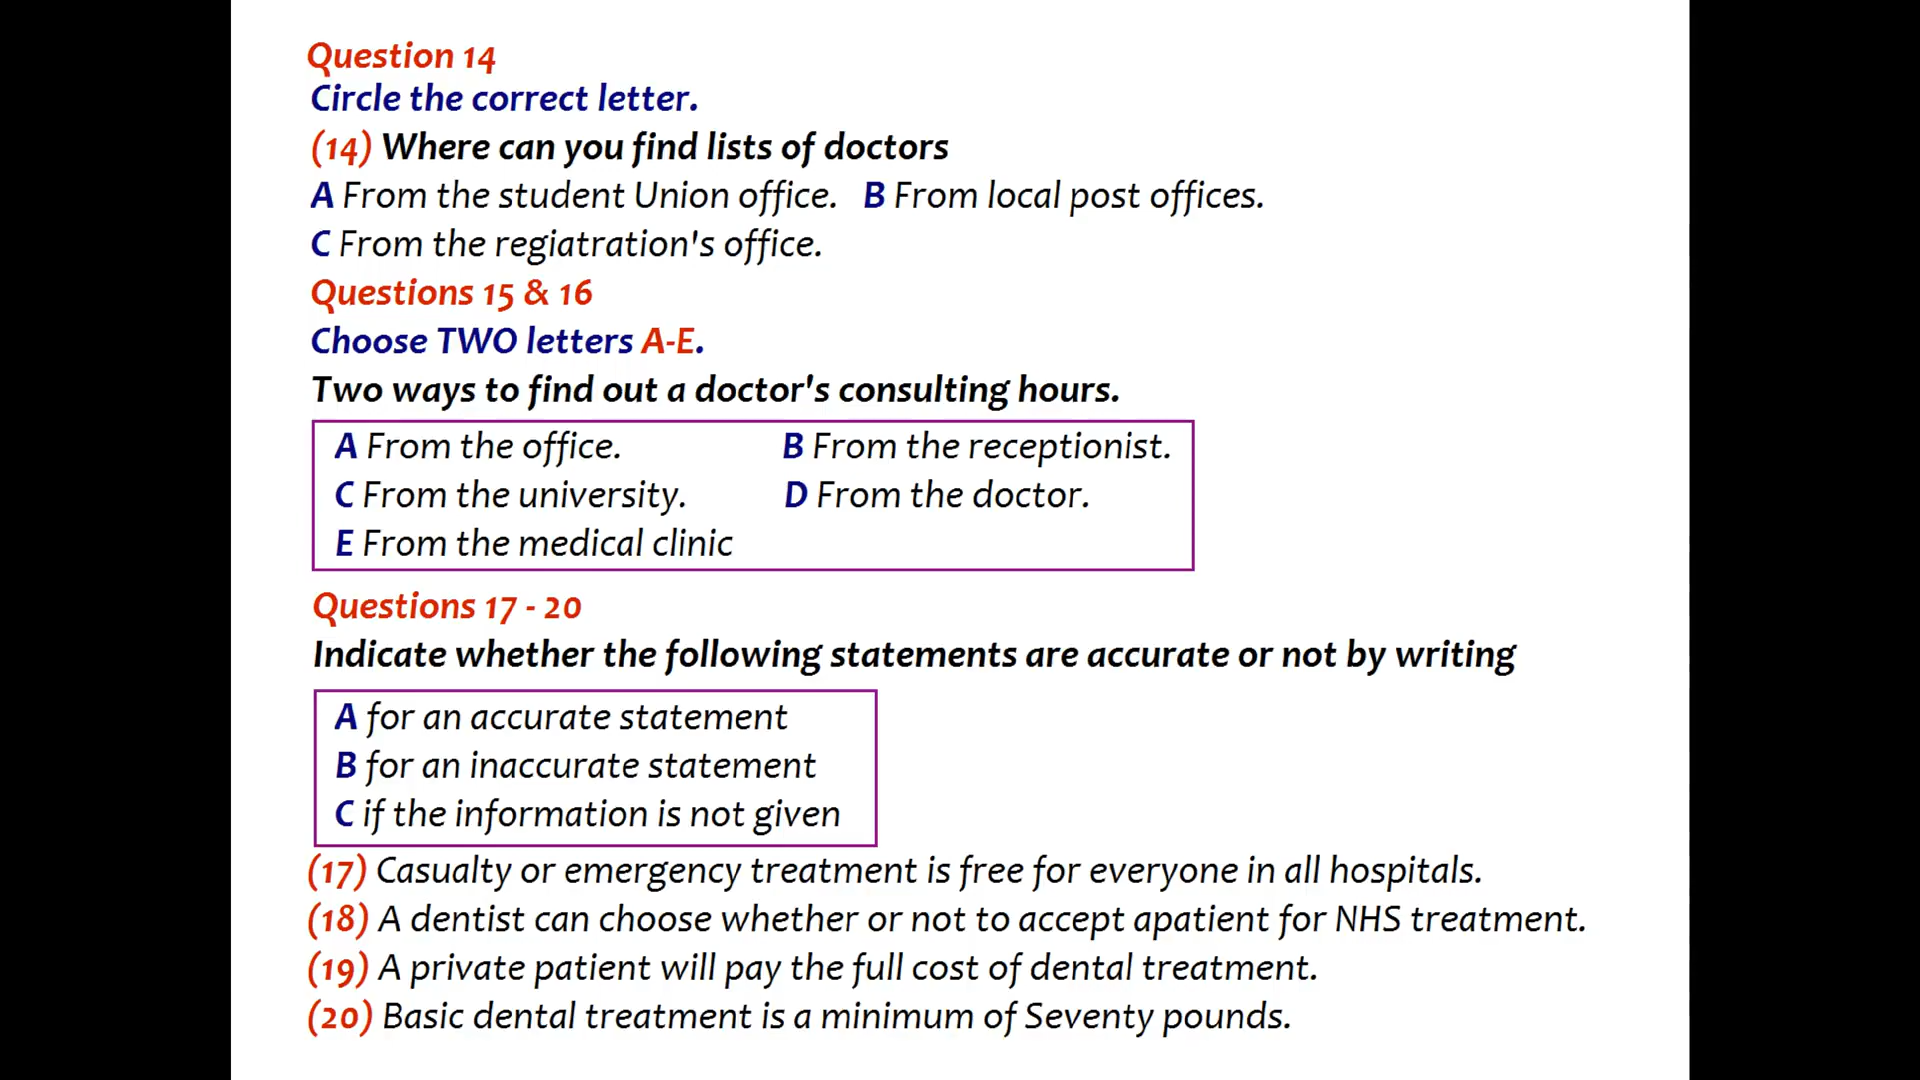 Question 14
Circle the correct letter.
(14) Where can you find lists of doctors
A From the student Union office. B From local post offices.
C From the regiatration's office.
Questions 15 & 16
Choose TWO letters A-E.
Two ways to find out a doctor's consulting hours.
A From the office. B From the receptionist.
C From the university. D From the doctor.
E From the medical clinic
Questions 17 - 20
Indicate whether the following statements are accurate or not by writing
A for an accurate statement
B for an inaccurate statement
C if the information is not given
(17) Casualty or emergency treatment is free for everyone in all hospitals.
(18) A dentist can choose whether or not to accept apatient for NHS treatment.
(19) A private patient will pay the full cost of dental treatment.
(20) Basic dental treatment is a minimum of Seventy pounds.